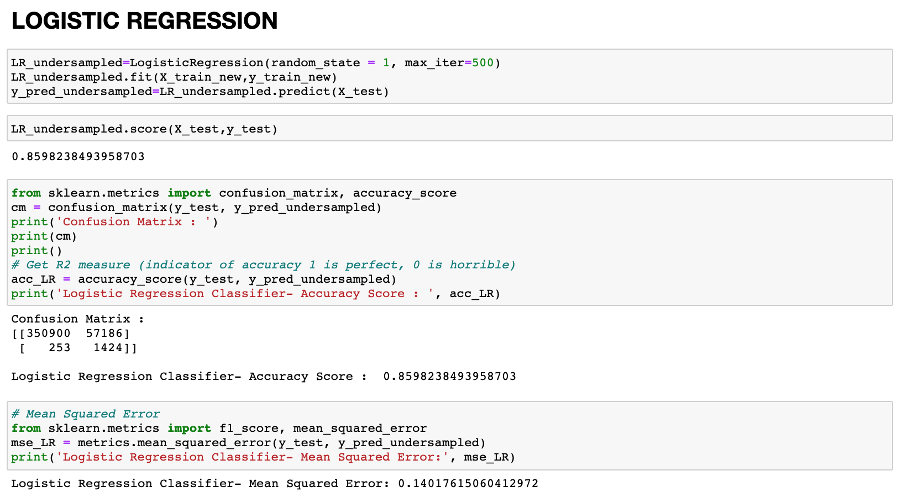 LOGISTIC REGRESSION
LR_undersampled=LogisticRegression(random_state = 1, max_iter=500)
LR_undersampled.fit(X_train_new,y_train_new)
y_pred_undersampled=LR_undersampled.predict(X_test)
LR_undersampled.score(X_test,y_test)
0.8598238493958703
from sklearn.metrics import confusion_matrix, accuracy_score
cm = confusion_matrix(y_test, y_pred_undersampled)
print('Confusion Matrix : ')
print(cm)
print()
# Get R2 measure (indicator of accuracy 1 is perfect, 0 is horrible)
acc_LR = accuracy_score(y_test, y_pred_undersampled)
print('Logistic Regression Classifier- Accuracy Score : ', acc_LR)
Confusion Matrix :
[[350900  57186]
 [   253   1424]]
Logistic Regression Classifier- Accuracy Score :  0.8598238493958703
# Mean Squared Error
from sklearn.metrics import f1_score, mean_squared_error
mse_LR = metrics.mean_squared_error(y_test, y_pred_undersampled)
print('Logistic Regression Classifier- Mean Squared Error:', mse_LR)
Logistic Regression Classifier- Mean Squared Error: 0.14017615060412972